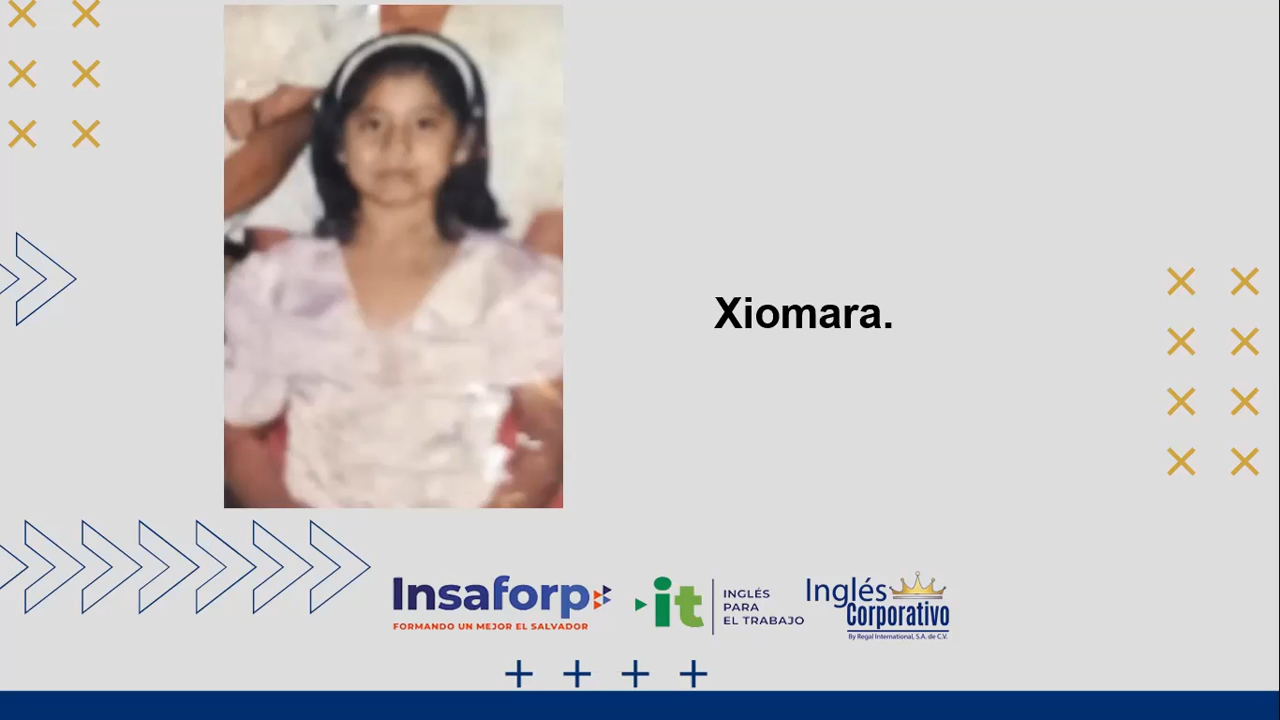 Xiomara.
Insaforp
FORMANDO UN MEJOR EL SALVADOR
it
INGLÉS
PARA
EL TRABAJO
Inglés
Corporativo
By Regal International, S.A. de C.V.